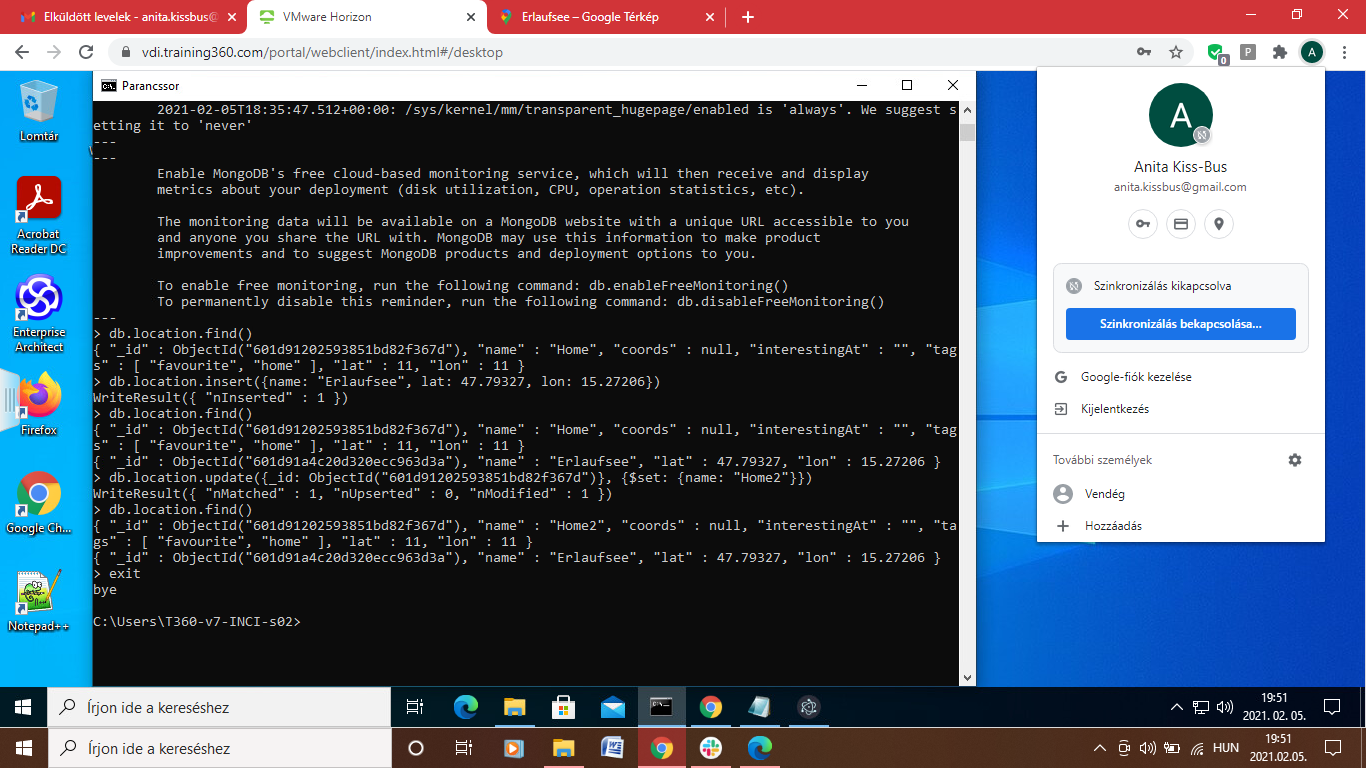 Elküldött levelek - anita.kissbus@
VMware Horizon
Erlaufsee – Google Térkép
vdi.training360.com/portal/webclient/index.html#/desktop
0
P
A
Lomtár
Acrobat
Reader DC
Enterprise
Architect
Firefox
Google Ch...
Notepad++
Parancssor
2021-02-05T18:35:47.512+00:00: /sys/kernel/mm/transparent_hugepage/enabled is 'always'. We suggest s
etting it to 'never'
---
---
Enable MongoDB's free cloud-based monitoring service, which will then receive and display
metrics about your deployment (disk utilization, CPU, operation statistics, etc).
The monitoring data will be available on a MongoDB website with a unique URL accessible to you
and anyone you share the URL with. MongoDB may use this information to make product
improvements and to suggest MongoDB products and deployment options to you.
To enable free monitoring, run the following command: db.enableFreeMonitoring()
To permanently disable this reminder, run the following command: db.disableFreeMonitoring()
---
> db.location.find()
{ "_id" : ObjectId("601d91202593851bd82f367d"), "name" : "Home", "coords" : null, "interestingAt" : "", "tag
s" : [ "favourite", "home" ], "lat" : 11, "lon" : 11 }
> db.location.insert({name: "Erlaufsee", lat: 47.79327, lon: 15.27206})
WriteResult({ "nInserted" : 1 })
> db.location.find()
{ "_id" : ObjectId("601d91202593851bd82f367d"), "name" : "Home", "coords" : null, "interestingAt" : "", "tag
s" : [ "favourite", "home" ], "lat" : 11, "lon" : 11 }
{ "_id" : ObjectId("601d91a4c20d320ecc963d3a"), "name" : "Erlaufsee", "lat" : 47.79327, "lon" : 15.27206 }
> db.location.update({_id: ObjectId("601d91202593851bd82f367d")}, {$set: {name: "Home2"}})
WriteResult({ "nMatched" : 1, "nUpserted" : 0, "nModified" : 1 })
> db.location.find()
{ "_id" : ObjectId("601d91202593851bd82f367d"), "name" : "Home2", "coords" : null, "interestingAt" : "", "ta
gs" : [ "favourite", "home" ], "lat" : 11, "lon" : 11 }
{ "_id" : ObjectId("601d91a4c20d320ecc963d3a"), "name" : "Erlaufsee", "lat" : 47.79327, "lon" : 15.27206 }
> exit
bye
C:\Users\T360-v7-INCI-s02>
A
Anita Kiss-Bus
anita.kissbus@gmail.com
Szinkronizálás kikapcsolva
Szinkronizálás bekapcsolása...
Google-fiók kezelése
Kijelentkezés
További személyek
Vendég
Hozzáadás
Írjon ide a kereséshez
19:51
2021. 02. 05.
Írjon ide a kereséshez
HUN
19:51
2021.02.05.